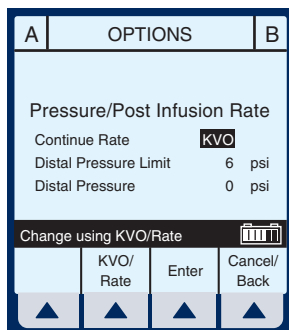 A OPTIONS B
Pressure/Post Infusion Rate
Continue Rate KVO
Distal Pressure Limit 6 psi
Distal Pressure 0 psi
Change using KVO/Rate
KVO/ Cancel/
Rate Enter Back